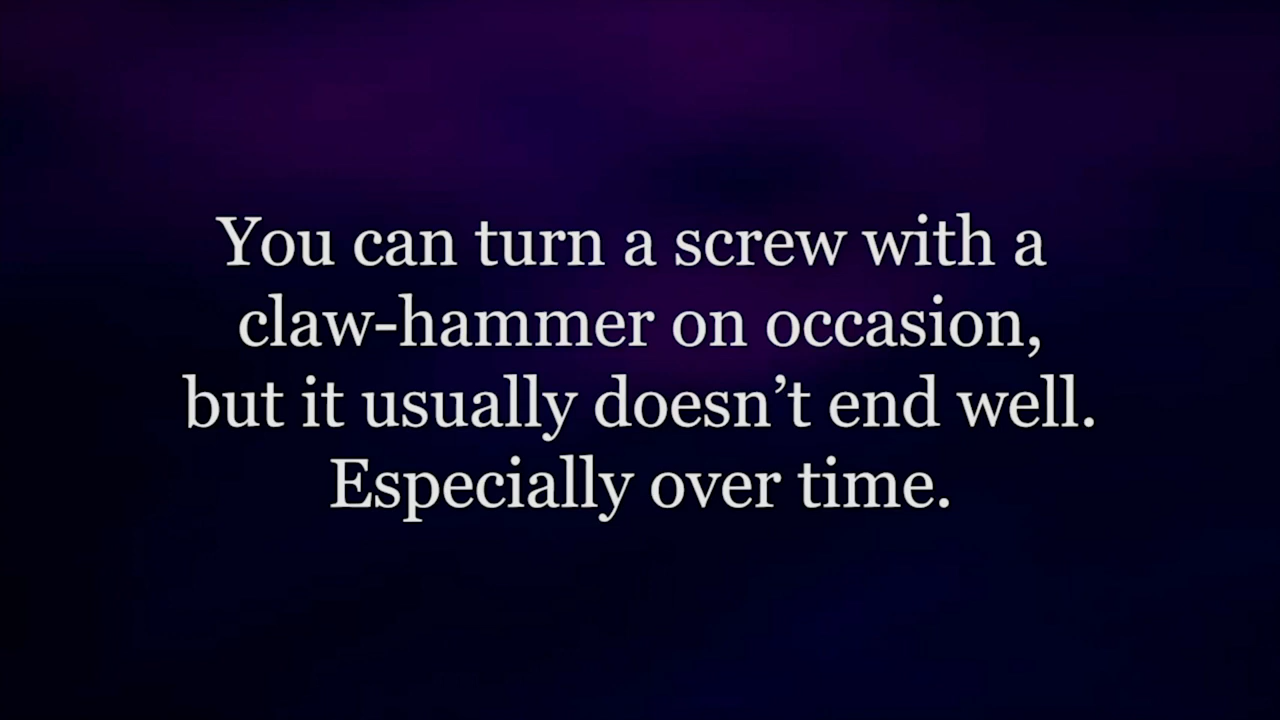 You can turn a screw with a
claw-hammer on occasion,
but it usually doesn’t end well.
Especially over time.